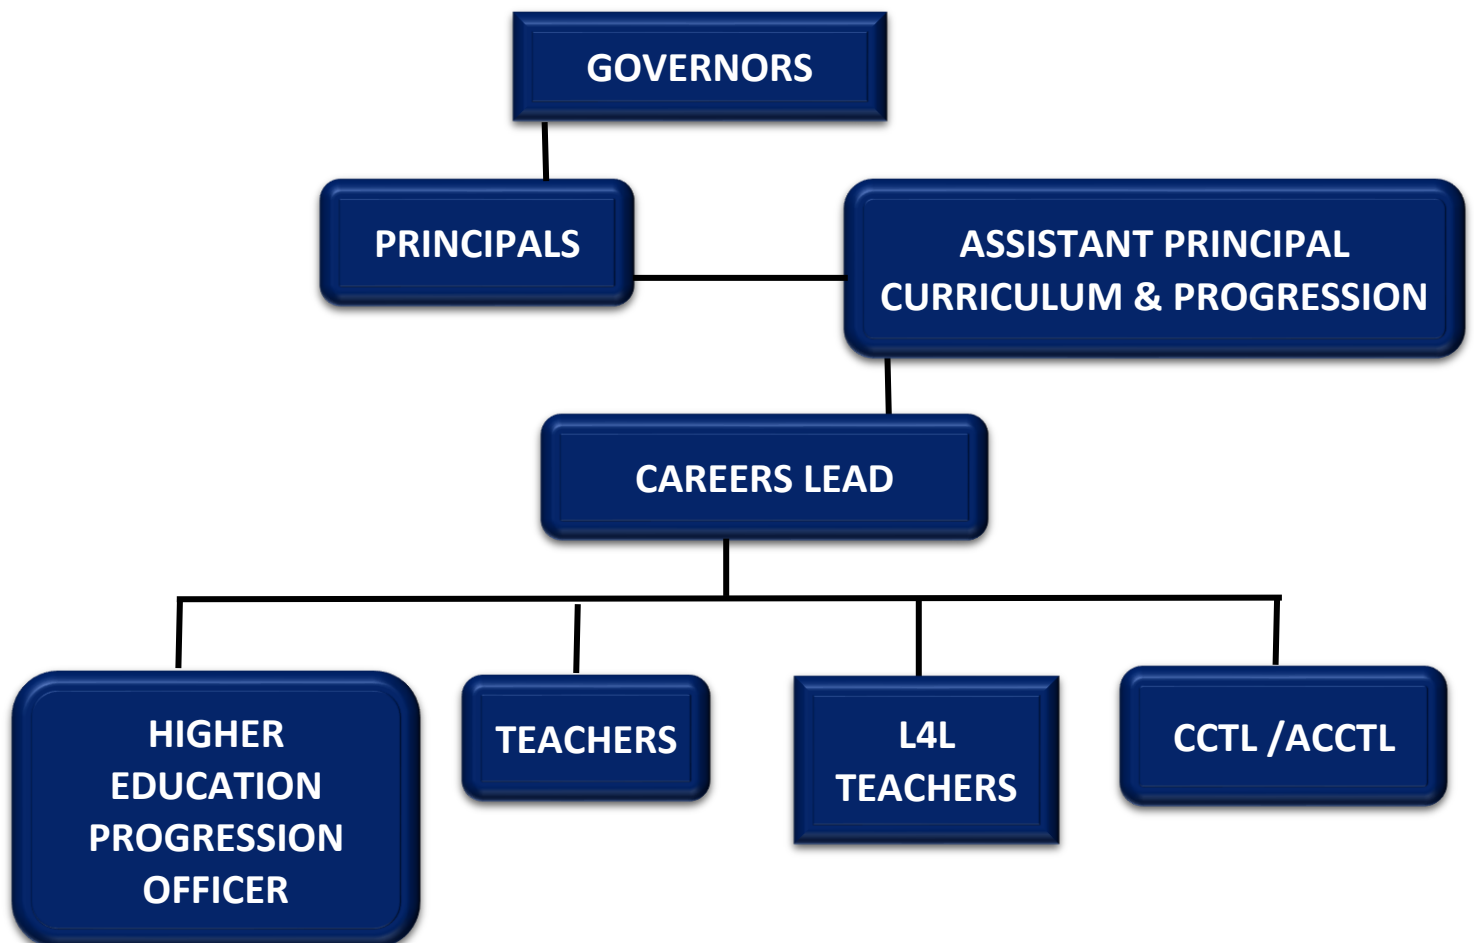 GOVERNORS
PRINCIPALS
ASSISTANT PRINCIPAL
CURRICULUM & PROGRESSION
CAREERS LEAD
HIGHER
EDUCATION
PROGRESSION
OFFICER
TEACHERS
L4L
TEACHERS
CCTL /ACCTL